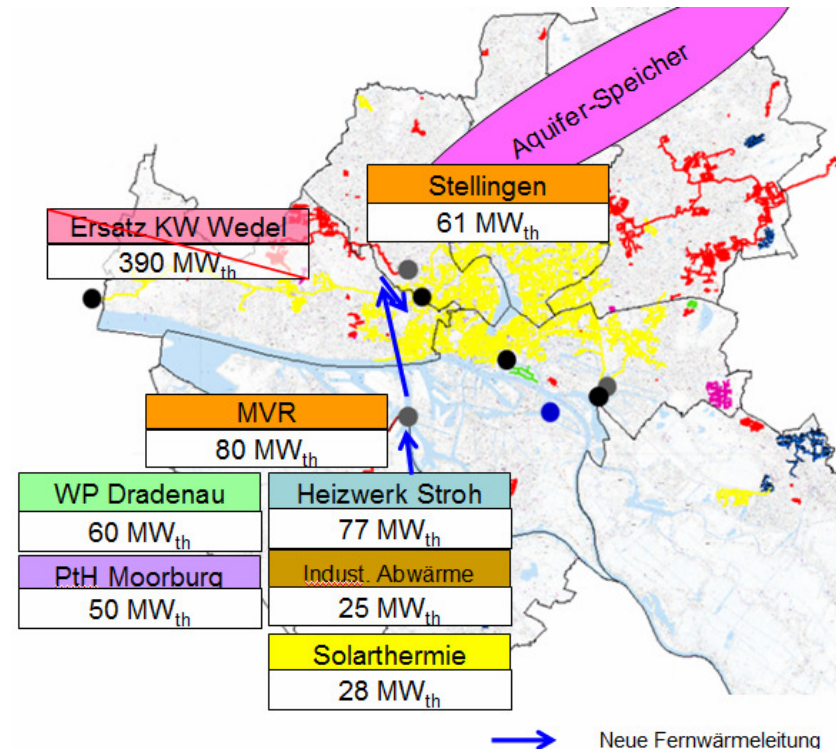 Aquifer-Speicher
Stellingen
61 MWth
Ersatz KW Wedel
390 MWth
MVR
80 MWth
WP Dradenau
60 MWth
Heizwerk Stroh
77 MWth
PtH Moorburg
50 MWth
Indust. Abwärme
25 MWth
Solarthermie
28 MWth
Neue Fernwärmeleitung